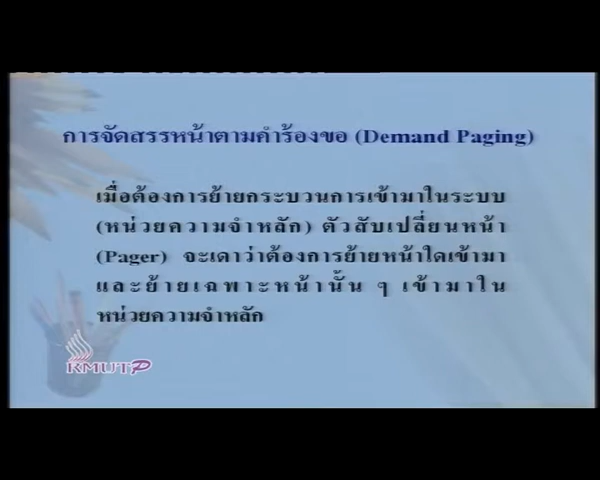 การจัดสรรหน้าตามคำร้องขอ (Demand Paging)
เมื่อต้องการย้ายกระบวนการเข้ามาในระบบ
(หน่วยความจำหลัก) ตัวสับเปลี่ยนหน้า
(Pager) จะเดาว่าต้องการย้ายหน้าใดเข้ามา
และย้ายเฉพาะหน้านั้น ๆ เข้ามาใน
หน่วยความจำหลัก
RMUTP